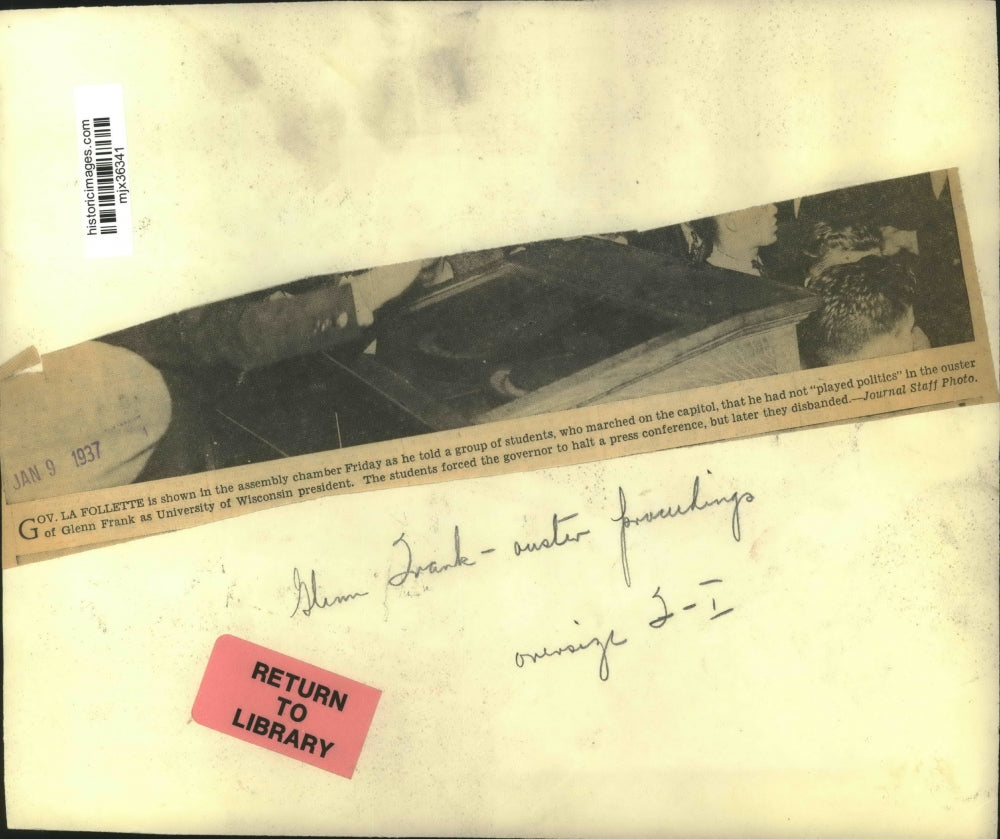 historicimages.com
mjx36341
JAN 9 1937
GOV. LA FOLLETTE is shown in the assembly chamber Friday as he told a group of students, who marched on the capitol, that he had not "played politics" in the ouster
of Glenn Frank as University of Wisconsin president. The students forced the governor to halt a press conference, but later they disbanded.—Journal Staff Photo.
Glenn Frank - ouster proceedings
oversize F-I
RETURN
TO
LIBRARY